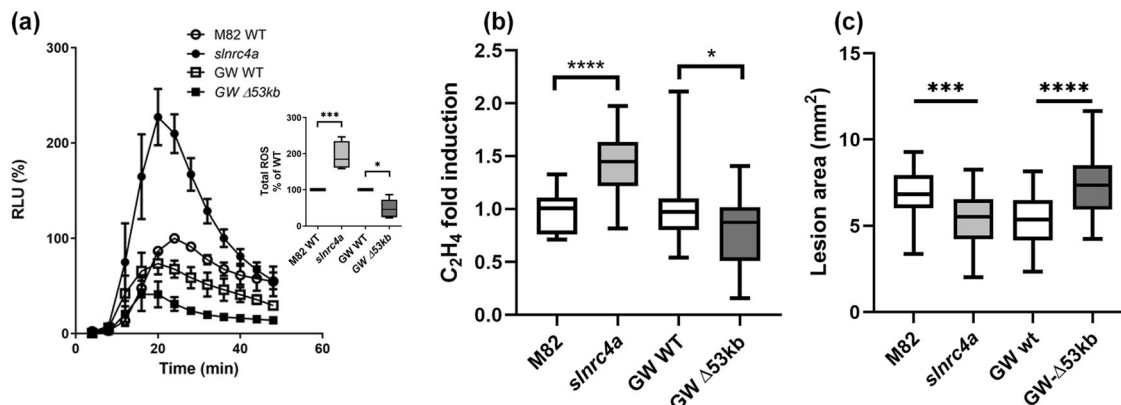 (a)
M82 WT
slnrc4a
GW WT
GW Δ53kb
300
200
100
0
RLU (%)
0 20 40 60
Time (min)
***
*
300
200
100
0
Total ROS
% of WT
M82 WT
slnrc4a
GW WT
GW Δ53kb
(b)
****
*
2.5
2.0
1.5
1.0
0.5
0.0
C2H4 fold induction
M82
slnrc4a
GW WT
GW Δ53kb
(c)
***
****
15
10
5
0
Lesion area (mm²)
M82
slnrc4a
GW wt
GW-Δ53kb